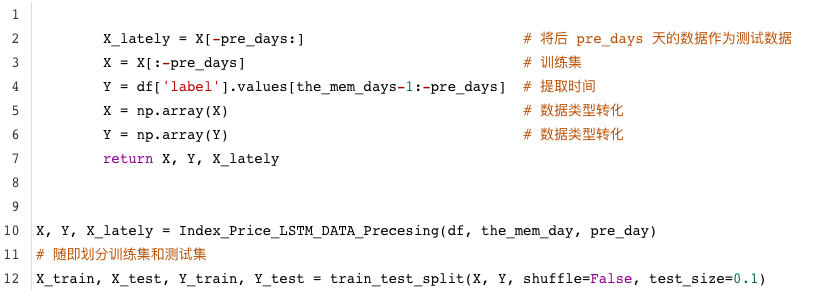 1
2 X_lately = X[-pre_days:] # 将后 pre_days 天的数据作为测试数据
3 X = X[:-pre_days] # 训练集
4 Y = df['label'].values[the_mem_days-1:-pre_days] # 提取时间
5 X = np.array(X) # 数据类型转化
6 Y = np.array(Y) # 数据类型转化
7 return X, Y, X_lately
8
9
10 X, Y, X_lately = Index_Price_LSTM_DATA_Precesing(df, the_mem_day, pre_day)
11 # 随即划分训练集和测试集
12 X_train, X_test, Y_train, Y_test = train_test_split(X, Y, shuffle=False, test_size=0.1)